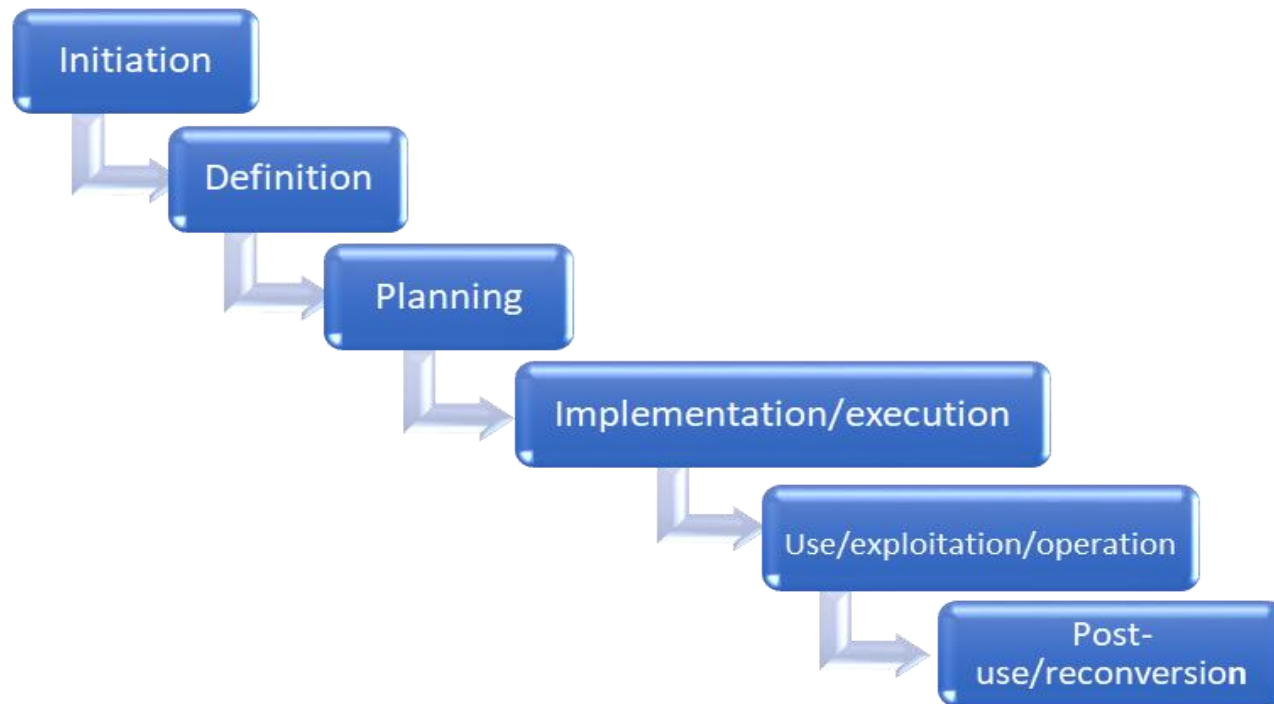 Initiation
Definition
Planning
Implementation/execution
Use/exploitation/operation
Post-
use/reconversion